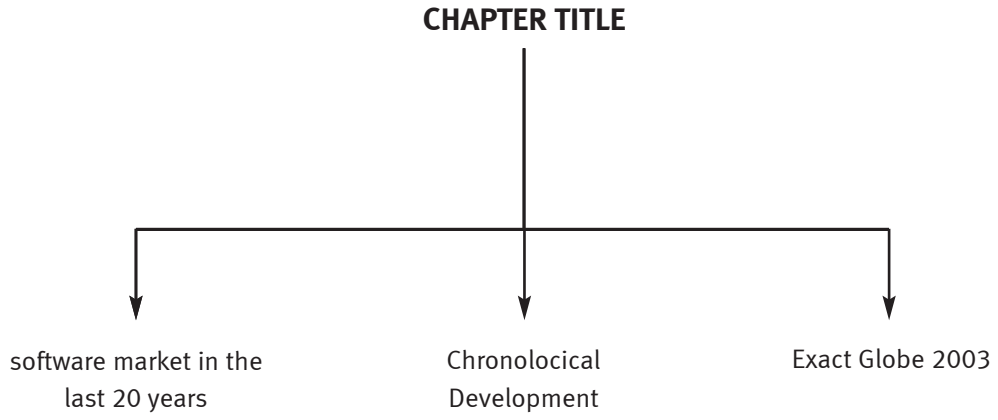 CHAPTER TITLE
software market in the
last 20 years
Chronolocical
Development
Exact Globe 2003